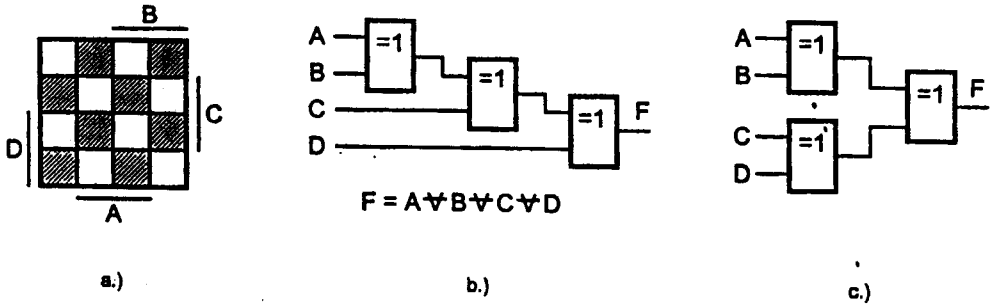 B
C
D
A
a.)
A
B
C
D
=1
=1
=1
F
F = A ⩝ B ⩝ C ⩝ D
b.)
A
B
C
D
=1
=1
=1
F
c.)